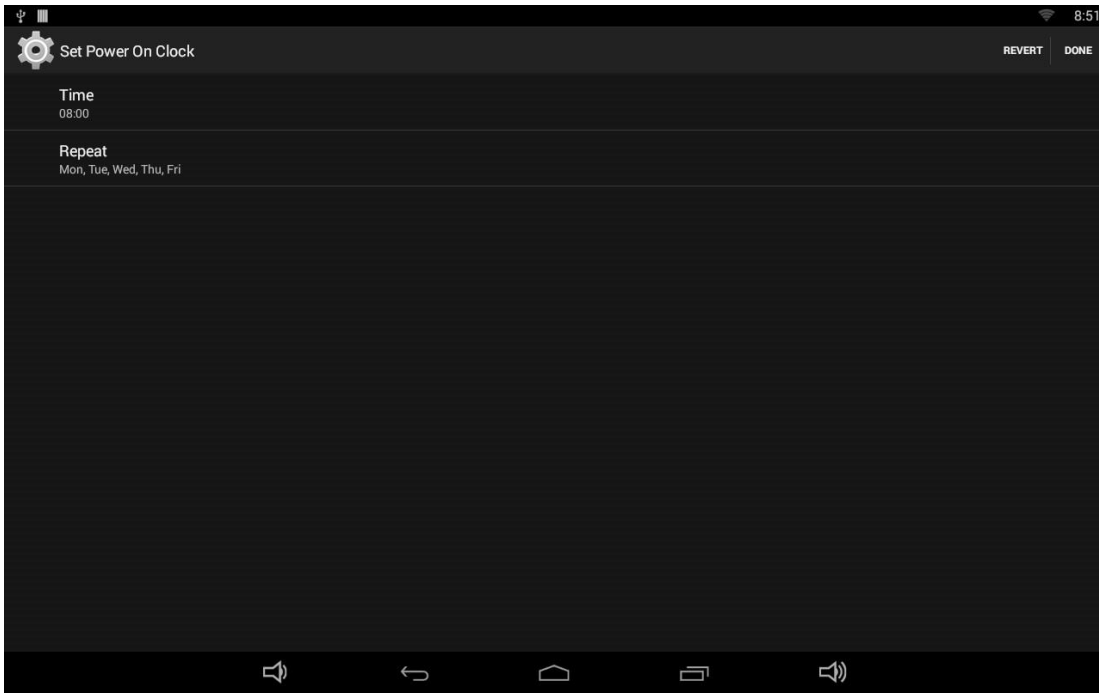 8:51
Set Power On Clock
REVERT
DONE
Time
08:00
Repeat
Mon, Tue, Wed, Thu, Fri